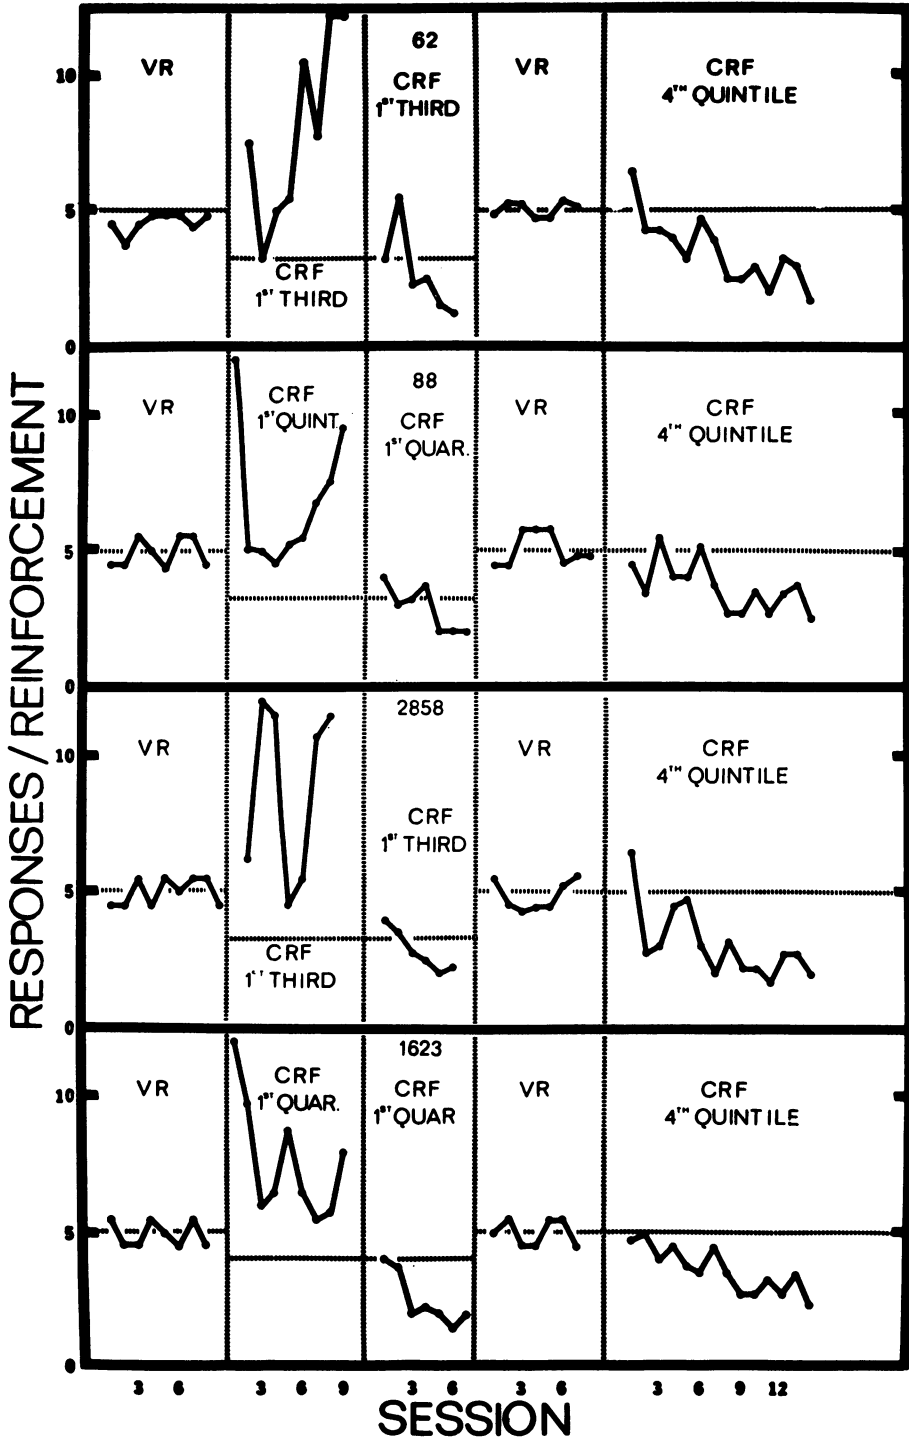 RESPONSES / REINFORCEMENT
62
10
VR
CRF
1ST THIRD
CRF
1ST THIRD
VR
CRF
4TH QUINTILE
5
0
88
10
VR
CRF
1ST QUINT.
CRF
1ST QUAR.
VR
CRF
4TH QUINTILE
5
0
2858
10
VR
CRF
1ST THIRD
CRF
1ST THIRD
VR
CRF
4TH QUINTILE
5
0
1623
10
VR
CRF
1ST QUAR.
CRF
1ST QUAR
VR
CRF
4TH QUINTILE
5
0
3 6 3 6 9 3 6 3 6 3 6 9 12
SESSION